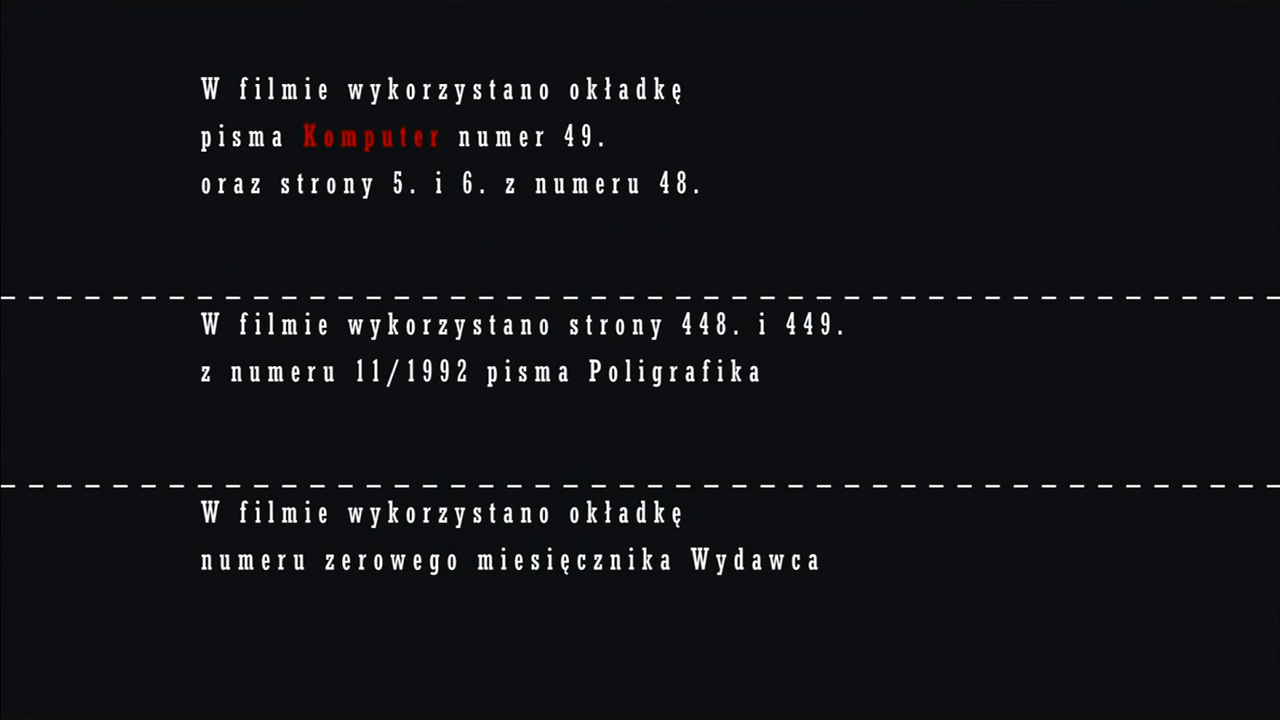 W filmie wykorzystano okładkę
pisma Komputer numer 49.
oraz strony 5. i 6. z numeru 48.
W filmie wykorzystano strony 448. i 449.
z numeru 11/1992 pisma Poligrafika
W filmie wykorzystano okładkę
numeru zerowego miesięcznika Wydawca